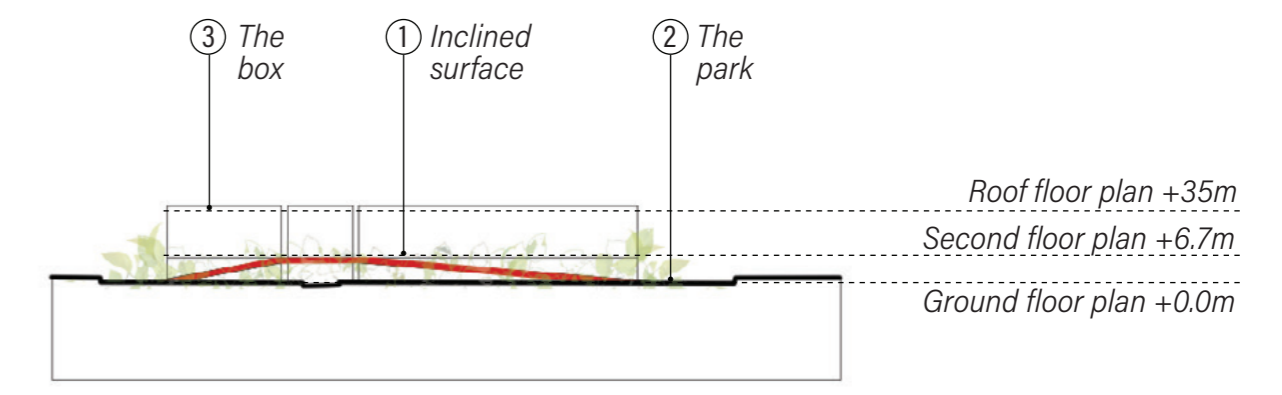 3 The
box
1 Inclined
surface
2 The
park
Roof floor plan +35m
Second floor plan +6.7m
Ground floor plan +0.0m